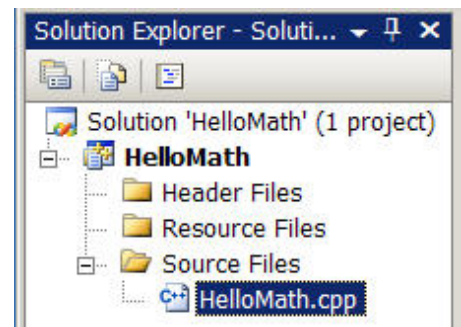 Solution Explorer - Soluti...
Solution 'HelloMath' (1 project)
HelloMath
Header Files
Resource Files
Source Files
HelloMath.cpp